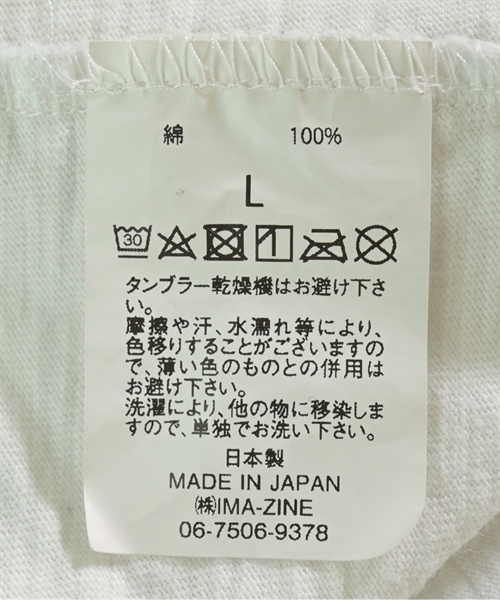 綿 100%
L
30
タンブラー乾燥機はお避け下さ
い。
摩擦や汗、水濡れ等により、
色移りすることがございますの
で、薄い色のものとの併用は
お避け下さい。
洗濯により、他の物に移染しま
すので、単独でお洗い下さい。
日本製
MADE IN JAPAN
㈱IMA-ZINE
06-7506-9378